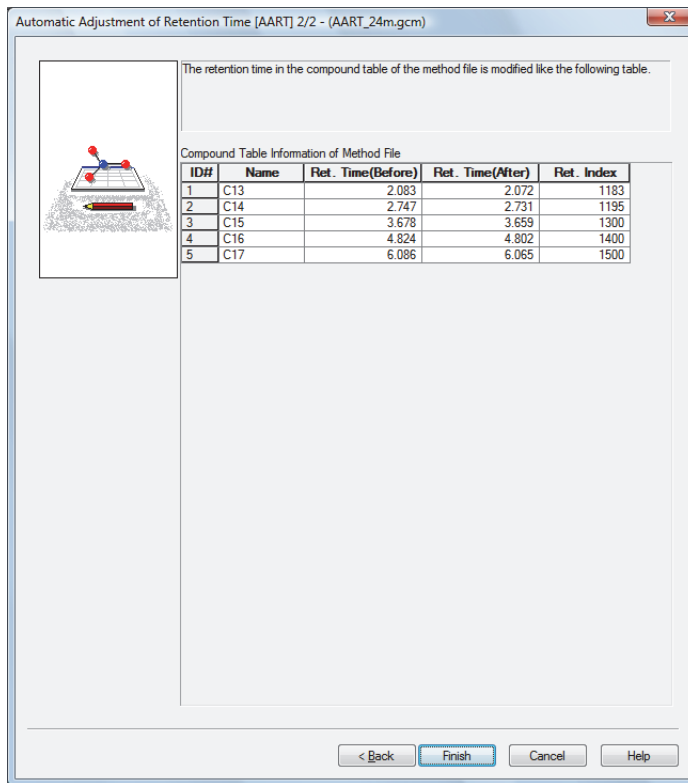 Automatic Adjustment of Retention Time [AART] 2/2 - (AART_24m.gcm)
The retention time in the compound table of the method file is modified like the following table.
Compound Table Information of Method File
ID# Name Ret. Time(Before) Ret. Time(After) Ret. Index
1 C13 2.083 2.072 1183
2 C14 2.747 2.731 1195
3 C15 3.678 3.659 1300
4 C16 4.824 4.802 1400
5 C17 6.086 6.065 1500
< Back Finish Cancel Help